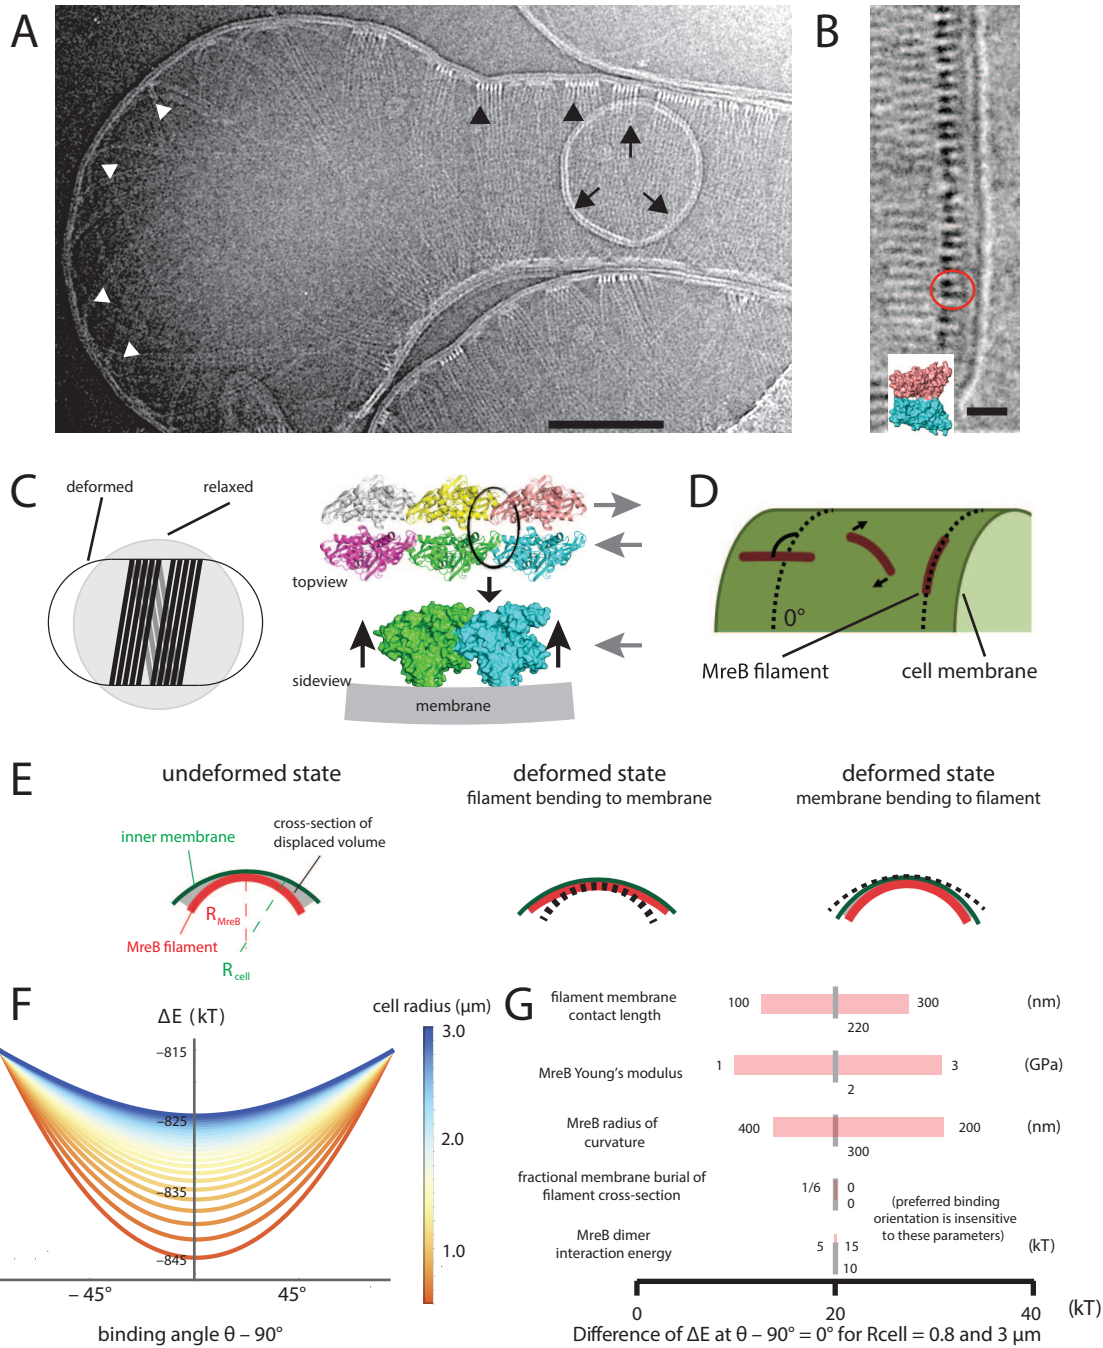 A
B
C
deformed
relaxed
topview
sideview
membrane
D
0°
MreB filament
cell membrane
E
undeformed state
inner membrane
cross-section of
displaced volume
R MreB
MreB filament
R cell
deformed state
filament bending to membrane
deformed state
membrane bending to filament
F
ΔE (kT)
−815
−825
−835
−845
− 45°
45°
binding angle θ − 90°
cell radius (μm)
3.0
2.0
1.0
G
filament membrane
contact length
100
300
220
(nm)
MreB Young's modulus
1
3
2
(GPa)
MreB radius of
curvature
400
200
300
(nm)
fractional membrane burial of
filament cross-section
1/6
0
0
(preferred binding
orientation is insensitive
to these parameters)
MreB dimer
interaction energy
5
15
10
(kT)
0
20
40
(kT)
Difference of ΔE at θ − 90° = 0° for Rcell = 0.8 and 3 μm